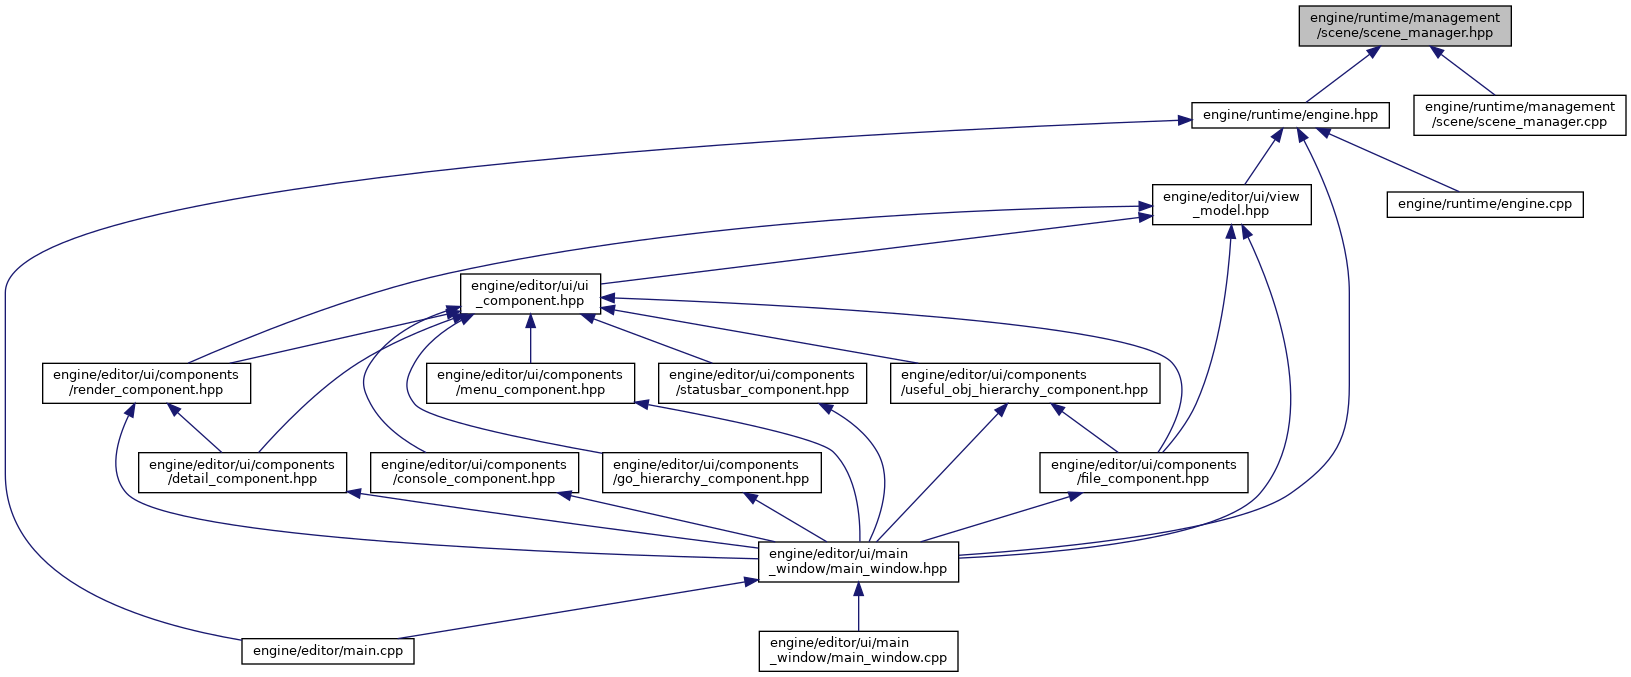 engine/runtime/management
/scene/scene_manager.hpp
engine/runtime/engine.hpp
engine/runtime/management
/scene/scene_manager.cpp
engine/editor/ui/view
_model.hpp
engine/runtime/engine.cpp
engine/editor/ui/ui
_component.hpp
engine/editor/ui/components
/render_component.hpp
engine/editor/ui/components
/menu_component.hpp
engine/editor/ui/components
/statusbar_component.hpp
engine/editor/ui/components
/useful_obj_hierarchy_component.hpp
engine/editor/ui/components
/detail_component.hpp
engine/editor/ui/components
/console_component.hpp
engine/editor/ui/components
/go_hierarchy_component.hpp
engine/editor/ui/components
/file_component.hpp
engine/editor/ui/main
_window/main_window.hpp
engine/editor/main.cpp
engine/editor/ui/main
_window/main_window.cpp